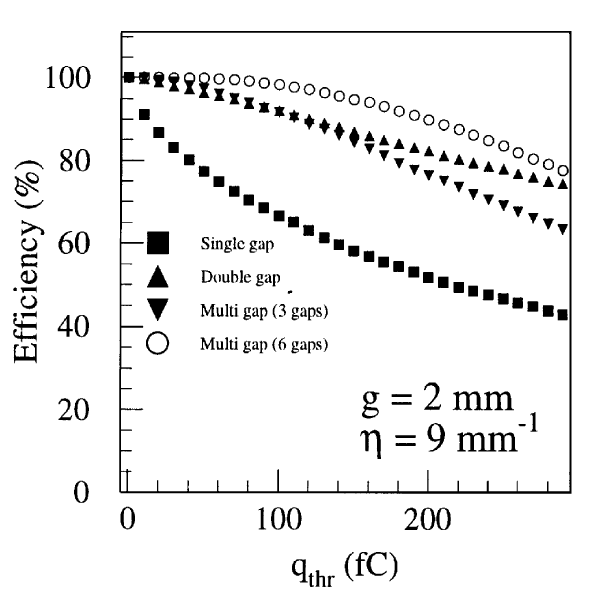 100
80
60
40
20
0
Efficiency (%)
Single gap
Double gap
Multi gap (3 gaps)
Multi gap (6 gaps)
g = 2 mm
η = 9 mm⁻¹
0 100 200
q_thr (fC)